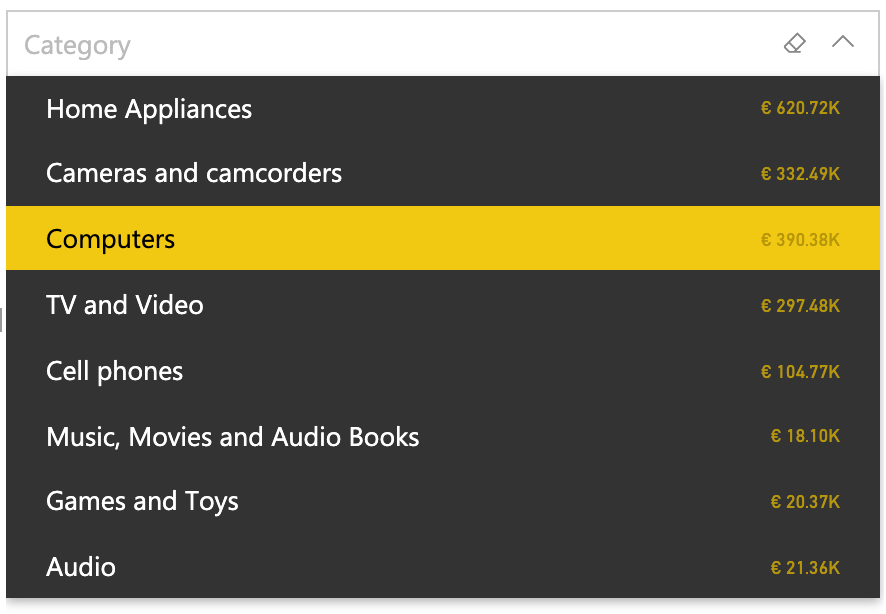 Category
Home Appliances € 620.72K
Cameras and camcorders € 332.49K
Computers € 390.38K
TV and Video € 297.48K
Cell phones € 104.77K
Music, Movies and Audio Books € 18.10K
Games and Toys € 20.37K
Audio € 21.36K